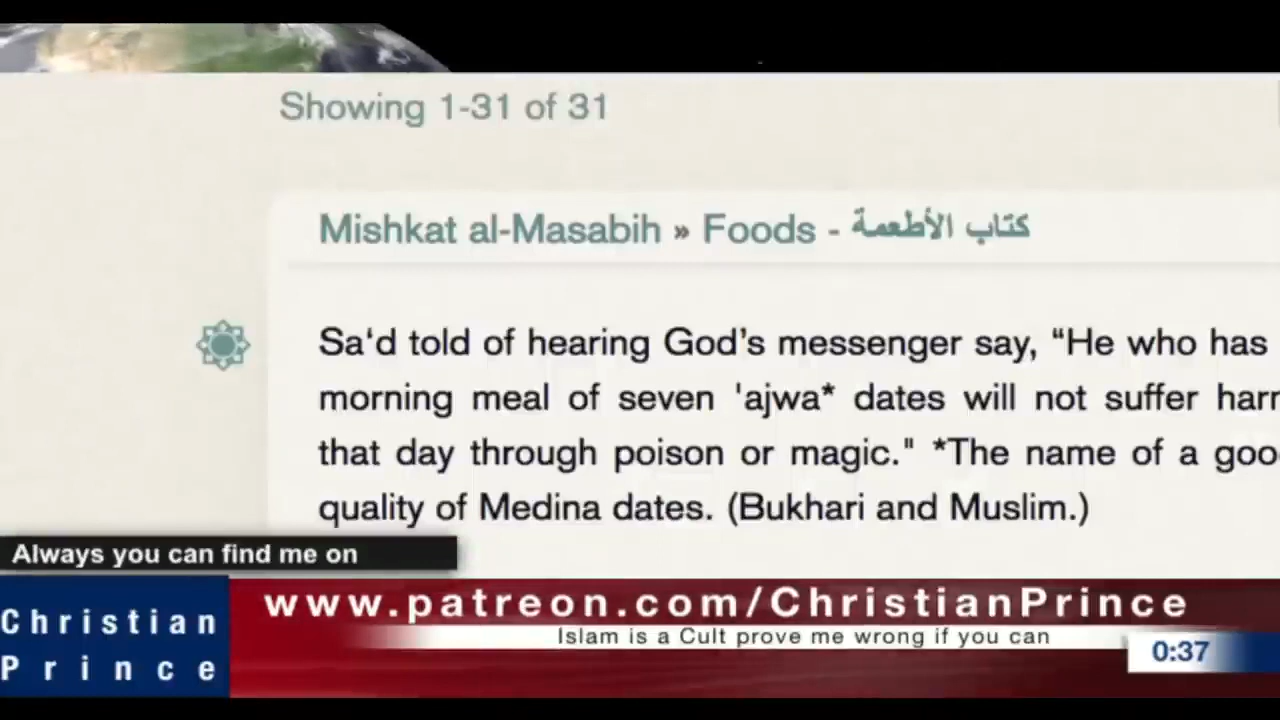 Showing 1-31 of 31
Mishkat al-Masabih » Foods - كتاب الأطعمة
Sa‘d told of hearing God’s messenger say, “He who has
morning meal of seven 'ajwa* dates will not suffer
that day through poison or magic." *The name of a
quality of Medina dates. (Bukhari and Muslim.)
Always you can find me on
Christian
Prince
www.patreon.com/ChristianPrince
Islam is a Cult prove me wrong if you can
0:37